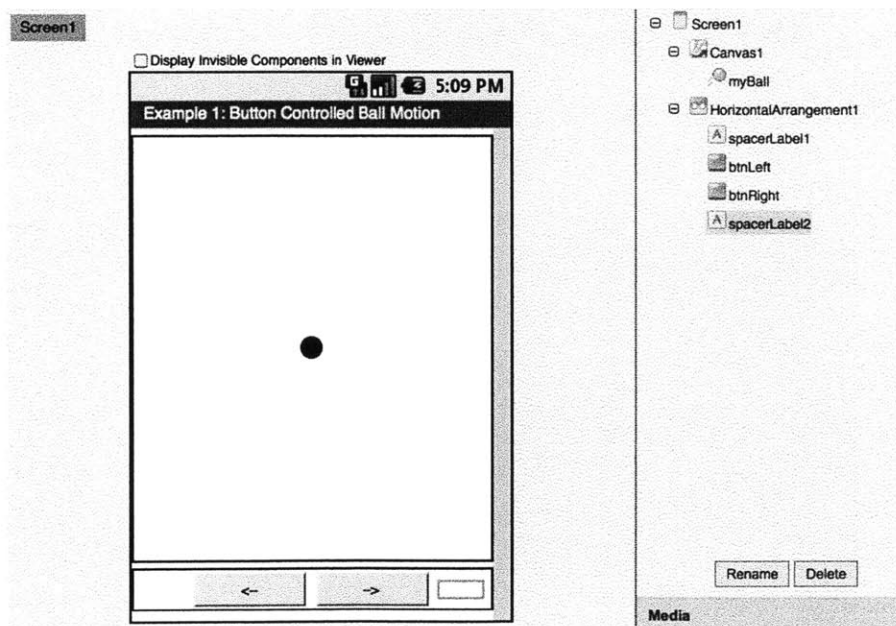 Screen1
Display Invisible Components in Viewer
5:09 PM
Example 1: Button Controlled Ball Motion
<-
->
Screen1
Canvas1
myBall
HorizontalArrangement1
A spacerLabel1
btnLeft
btnRight
A spacerLabel2
Rename Delete
Media